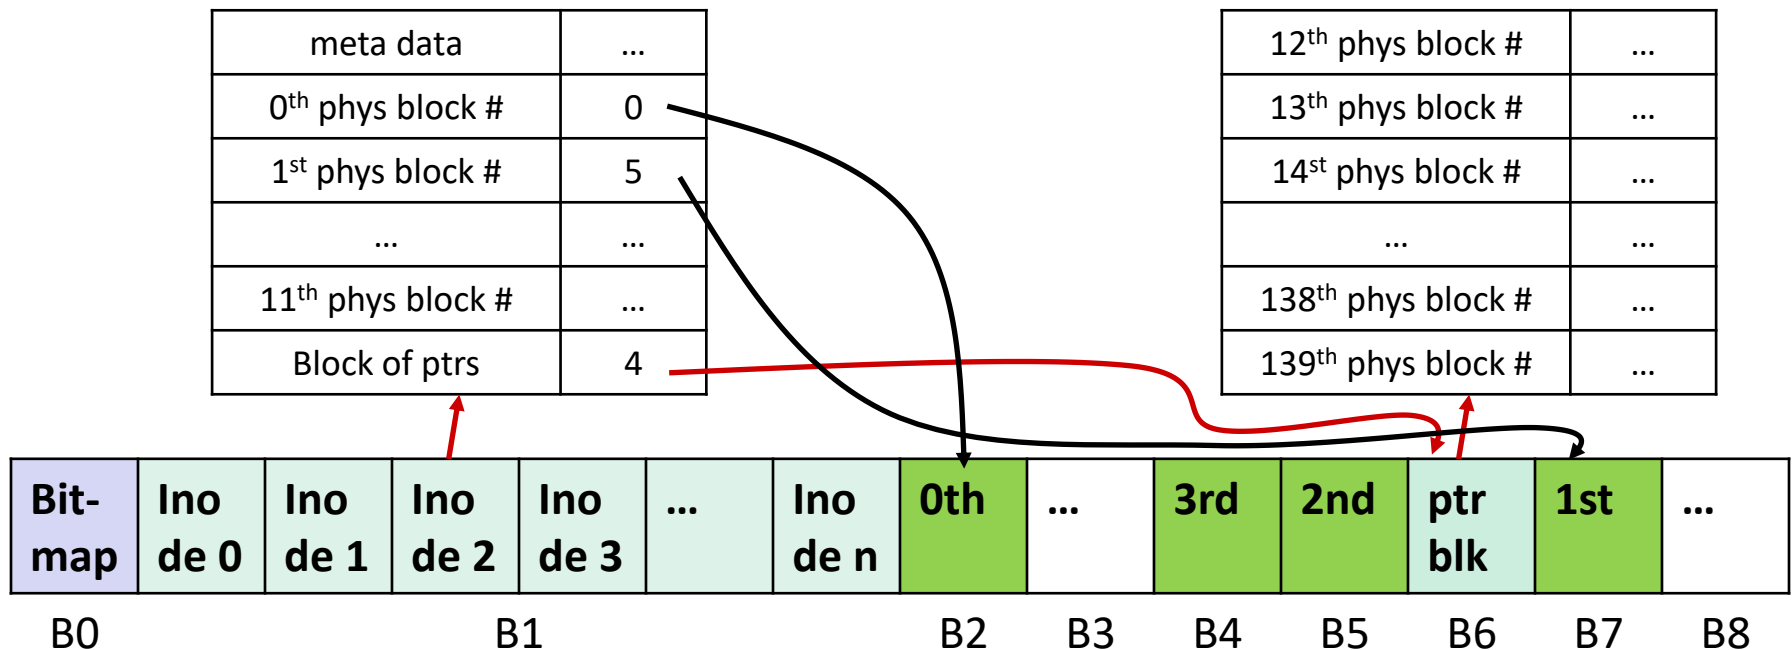 meta data ...
0th phys block # 0
1st phys block # 5
... ...
11th phys block # ...
Block of ptrs 4
12th phys block # ...
13th phys block # ...
14st phys block # ...
... ...
138th phys block # ...
139th phys block # ...
Bit-
map
Ino
de 0
Ino
de 1
Ino
de 2
Ino
de 3
...
Ino
de n
0th
...
3rd
2nd
ptr
blk
1st
...
B0 B1 B2 B3 B4 B5 B6 B7 B8